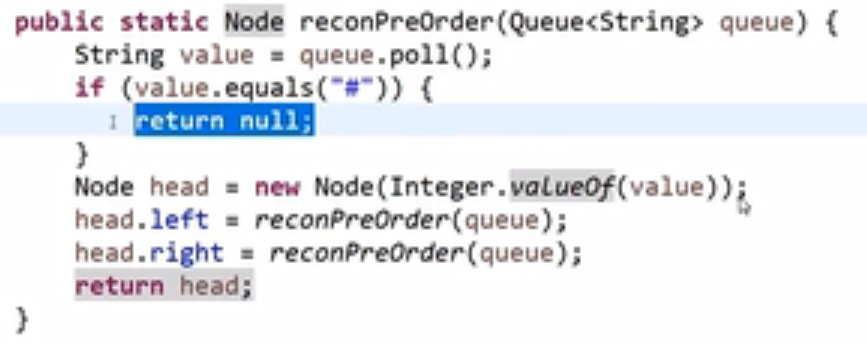 public static Node reconPreOrder(Queue<String> queue) {
String value = queue.poll();
if (value.equals("#")) {
return null;
}
Node head = new Node(Integer.valueOf(value));
head.left = reconPreOrder(queue);
head.right = reconPreOrder(queue);
return head;
}